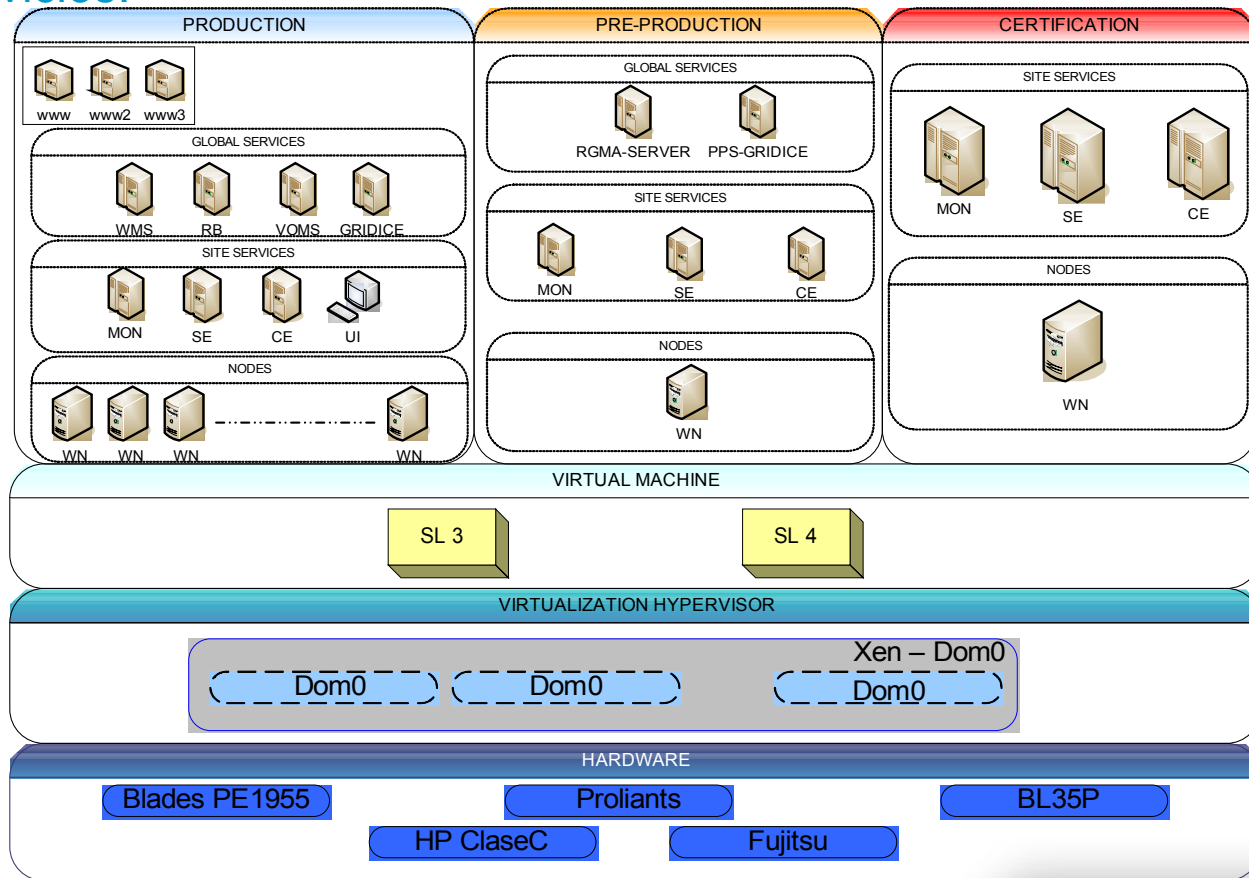 PRODUCTION
PRE-PRODUCTION
CERTIFICATION
www www2 www3
GLOBAL SERVICES
WMS RB VOMS GRIDICE
SITE SERVICES
MON SE CE UI
NODES
WN WN WN WN
GLOBAL SERVICES
RGMA-SERVER PPS-GRIDICE
SITE SERVICES
MON SE CE
NODES
WN
SITE SERVICES
MON SE CE
NODES
WN
VIRTUAL MACHINE
SL 3 SL 4
VIRTUALIZATION HYPERVISOR
Xen – Dom0
Dom0 Dom0 Dom0
HARDWARE
Blades PE1955 Proliants BL35P
HP ClaseC Fujitsu